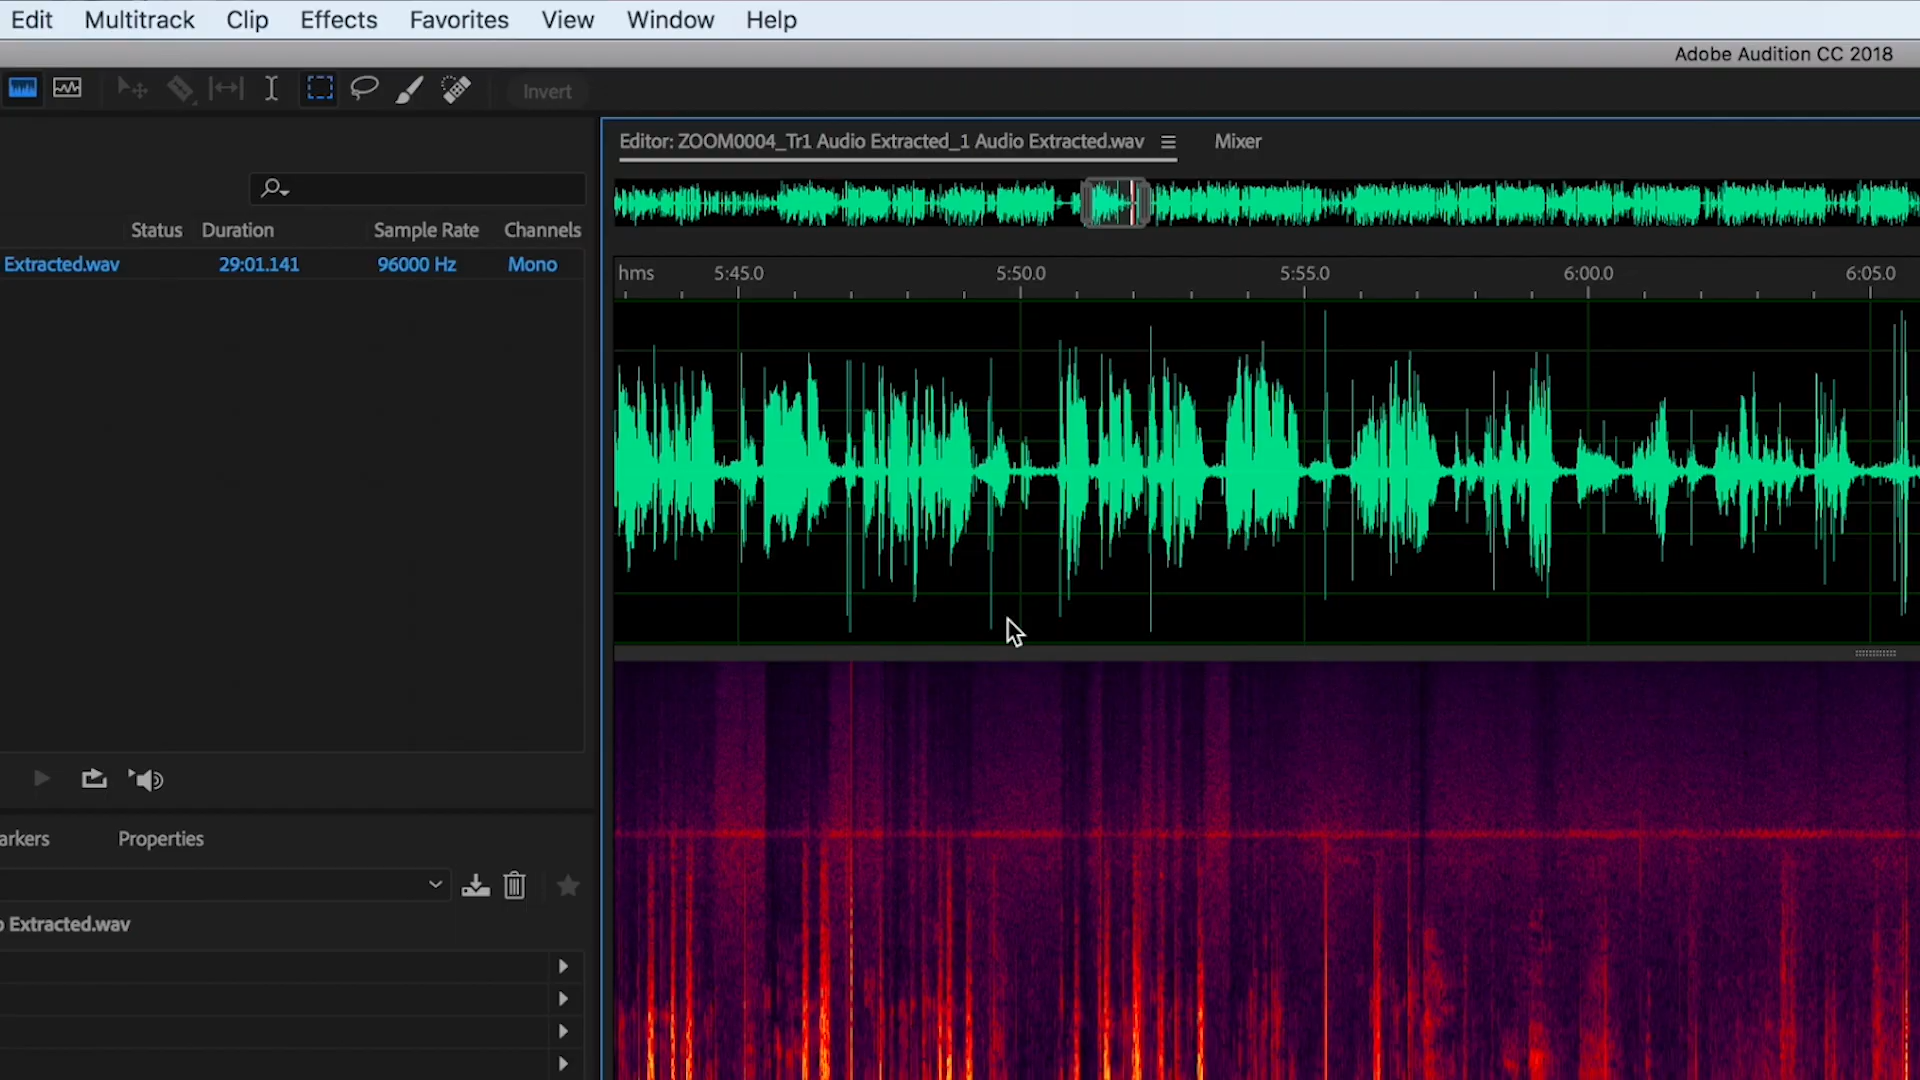 Edit Multitrack Clip Effects Favorites View Window Help
Adobe Audition CC 2018
Invert
Editor: ZOOM0004_Tr1 Audio Extracted_1 Audio Extracted.wav Mixer
Status Duration Sample Rate Channels
Extracted.wav 29:01.141 96000 Hz Mono
hms 5:45.0 5:50.0 5:55.0 6:00.0 6:05.0
arkers Properties
o Extracted.wav